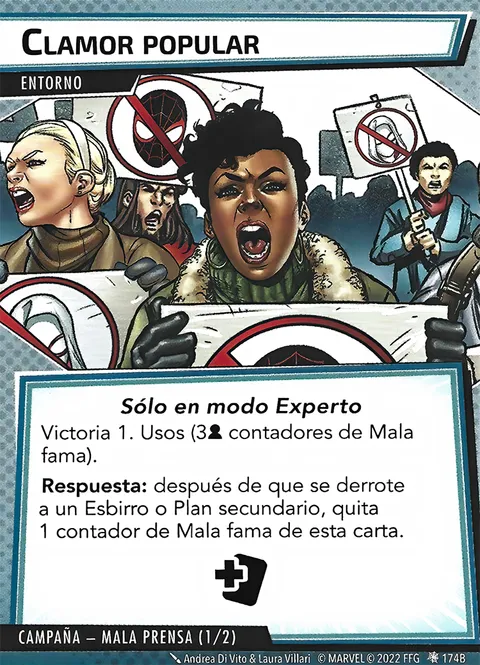 CLAMOR POPULAR
ENTORNO
Sólo en modo Experto
Victoria 1. Usos (3 contadores de Mala
fama).
Respuesta: después de que se derrote
a un Esbirro o Plan secundario, quita
1 contador de Mala fama de esta carta.
CAMPAÑA – MALA PRENSA (1/2)
Andrea Di Vito & Laura Villari © MARVEL © 2022 FFG 174B